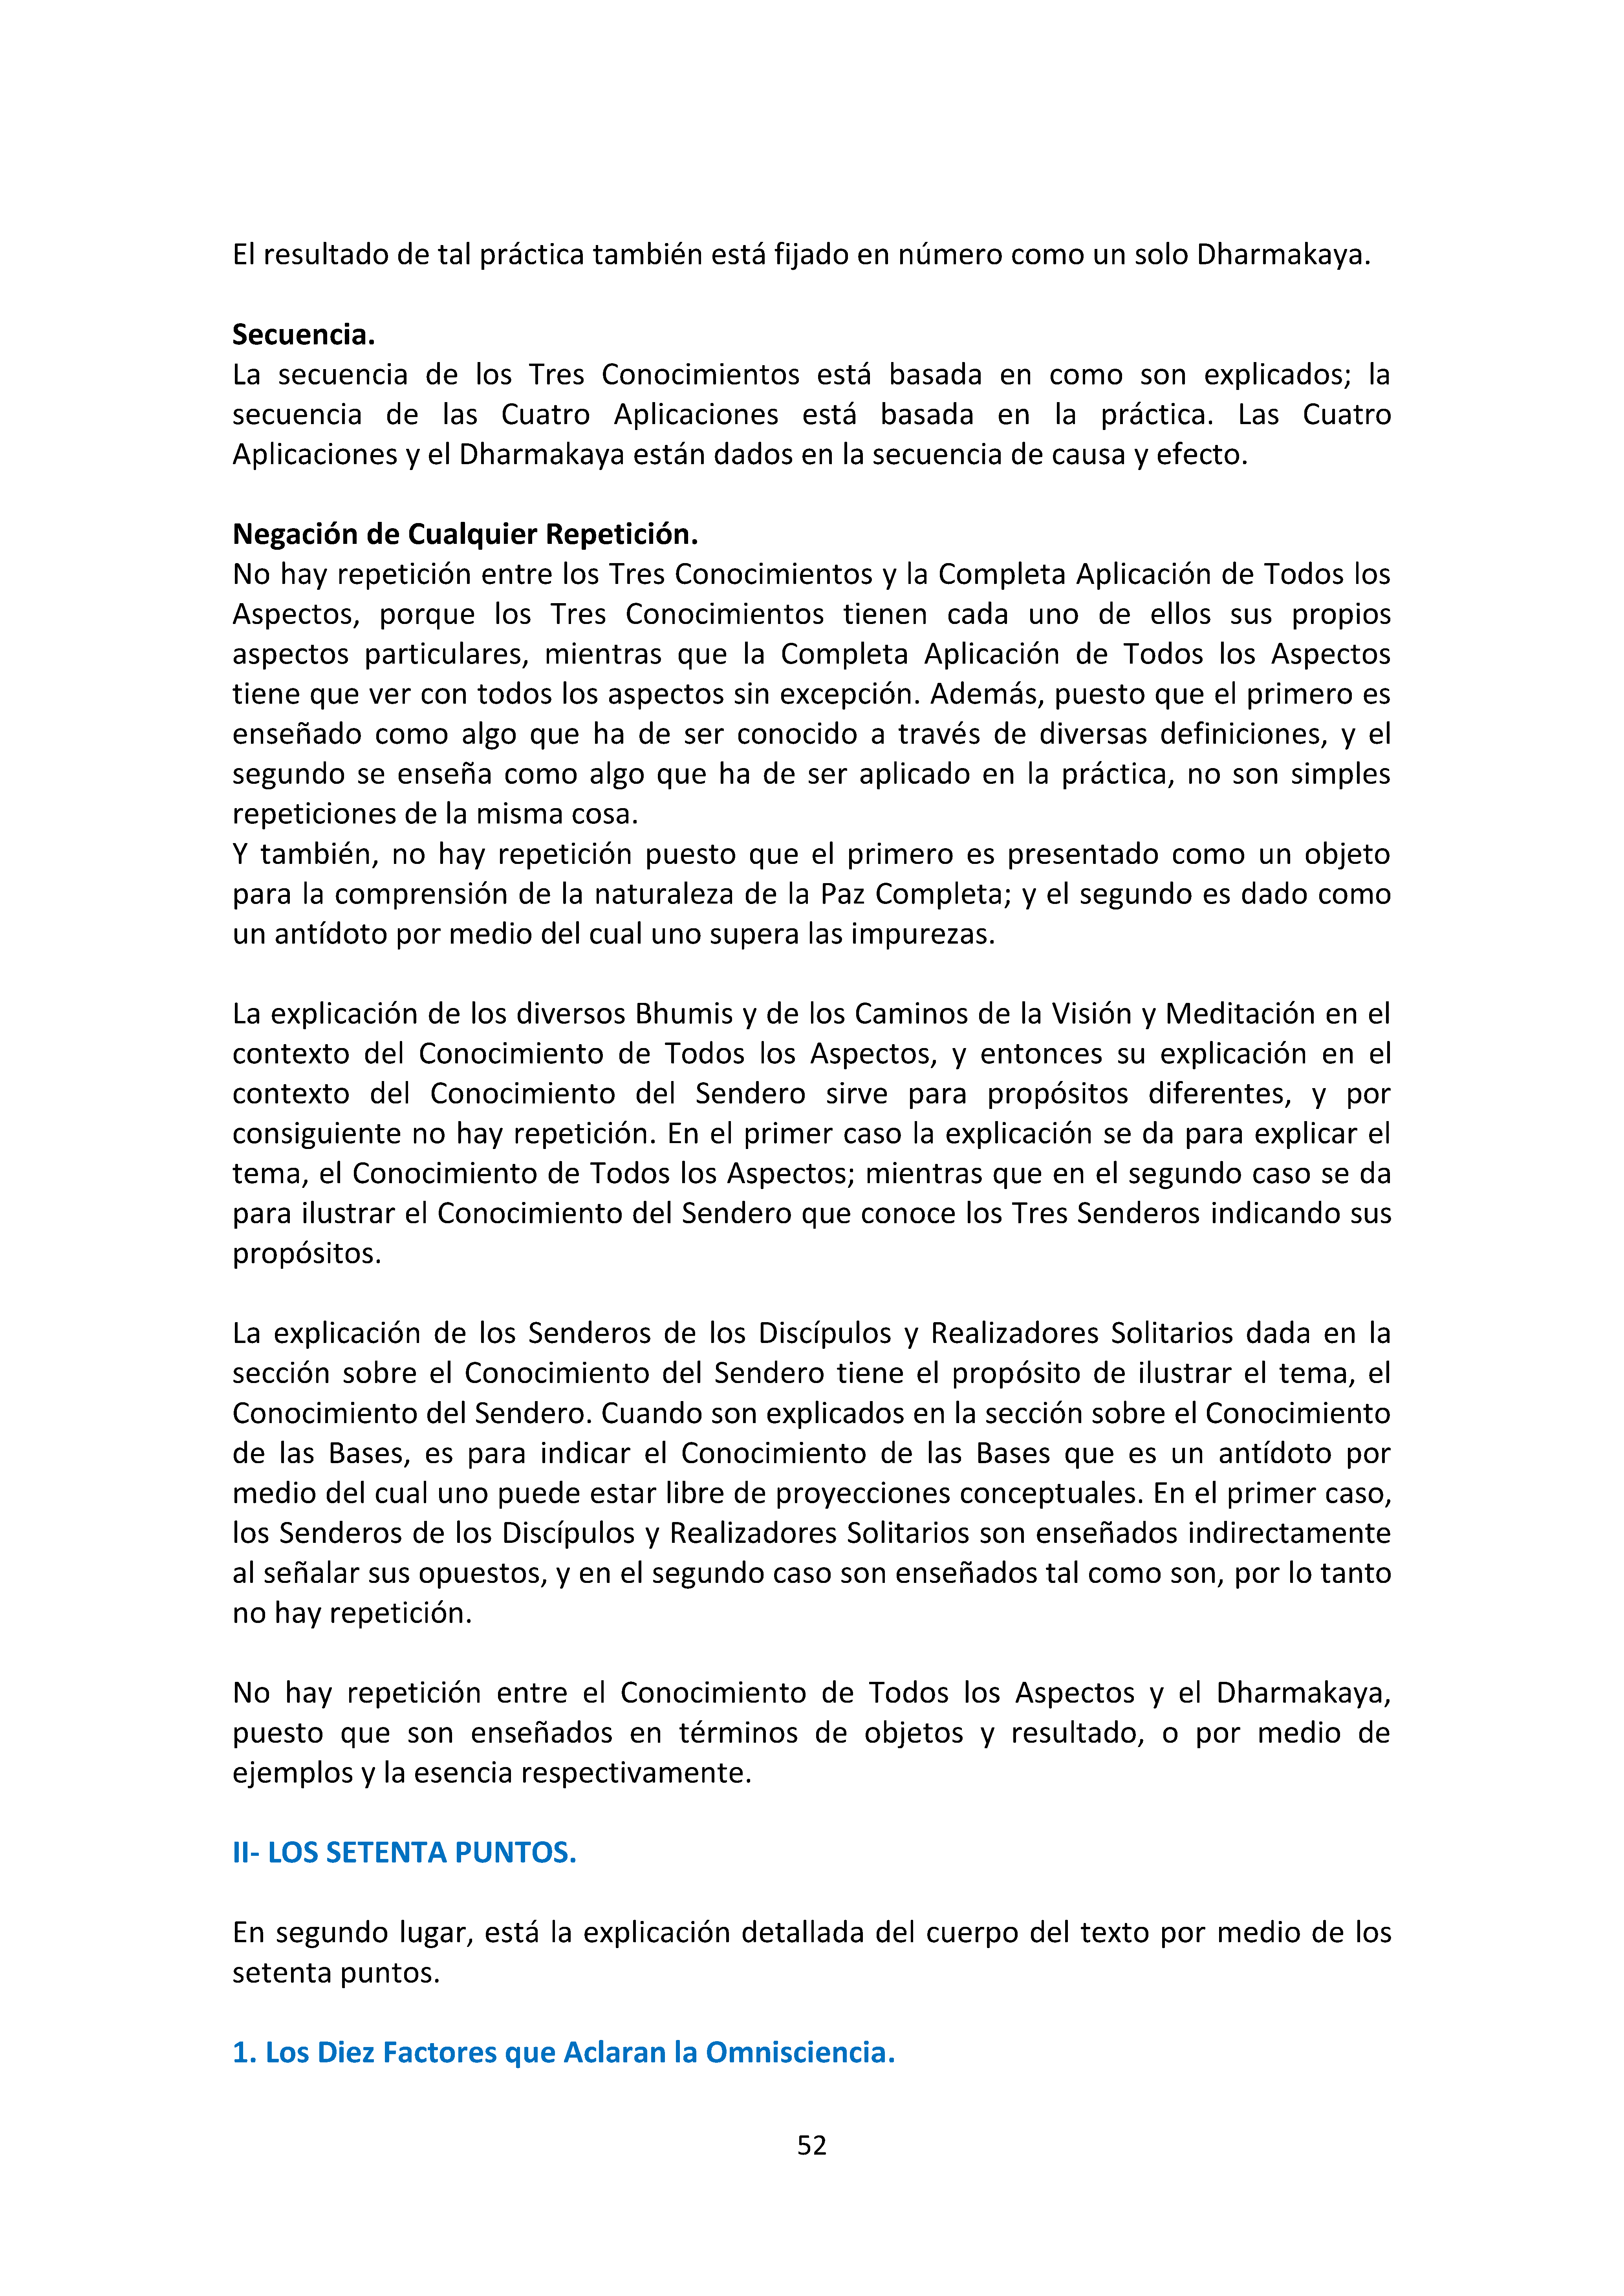 El resultado de tal práctica también está fijado en número como un solo Dharmakaya.
Secuencia.
La secuencia de los Tres Conocimientos está basada en como son explicados; la
secuencia de las Cuatro Aplicaciones está basada en la práctica. Las Cuatro
Aplicaciones y el Dharmakaya están dados en la secuencia de causa y efecto.
Negación de Cualquier Repetición.
No hay repetición entre los Tres Conocimientos y la Completa Aplicación de Todos los
Aspectos, porque los Tres Conocimientos tienen cada uno de ellos sus propios
aspectos particulares, mientras que la Completa Aplicación de Todos los Aspectos
tiene que ver con todos los aspectos sin excepción. Además, puesto que el primero es
enseñado como algo que ha de ser conocido a través de diversas definiciones, y el
segundo se enseña como algo que ha de ser aplicado en la práctica, no son simples
repeticiones de la misma cosa.
Y también, no hay repetición puesto que el primero es presentado como un objeto
para la comprensión de la naturaleza de la Paz Completa; y el segundo es dado como
un antídoto por medio del cual uno supera las impurezas.
La explicación de los diversos Bhumis y de los Caminos de la Visión y Meditación en el
contexto del Conocimiento de Todos los Aspectos, y entonces su explicación en el
contexto del Conocimiento del Sendero sirve para propósitos diferentes, y por
consiguiente no hay repetición. En el primer caso la explicación se da para explicar el
tema, el Conocimiento de Todos los Aspectos; mientras que en el segundo caso se da
para ilustrar el Conocimiento del Sendero que conoce los Tres Senderos indicando sus
propósitos.
La explicación de los Senderos de los Discípulos y Realizadores Solitarios dada en la
sección sobre el Conocimiento del Sendero tiene el propósito de ilustrar el tema, el
Conocimiento del Sendero. Cuando son explicados en la sección sobre el Conocimiento
de las Bases, es para indicar el Conocimiento de las Bases que es un antídoto por
medio del cual uno puede estar libre de proyecciones conceptuales. En el primer caso,
los Senderos de los Discípulos y Realizadores Solitarios son enseñados indirectamente
al señalar sus opuestos, y en el segundo caso son enseñados tal como son, por lo tanto
no hay repetición.
No hay repetición entre el Conocimiento de Todos los Aspectos y el Dharmakaya,
puesto que son enseñados en términos de objetos y resultado, o por medio de
ejemplos y la esencia respectivamente.
II- LOS SETENTA PUNTOS.
En segundo lugar, está la explicación detallada del cuerpo del texto por medio de los
setenta puntos.
1. Los Diez Factores que Aclaran la Omnisciencia.
52